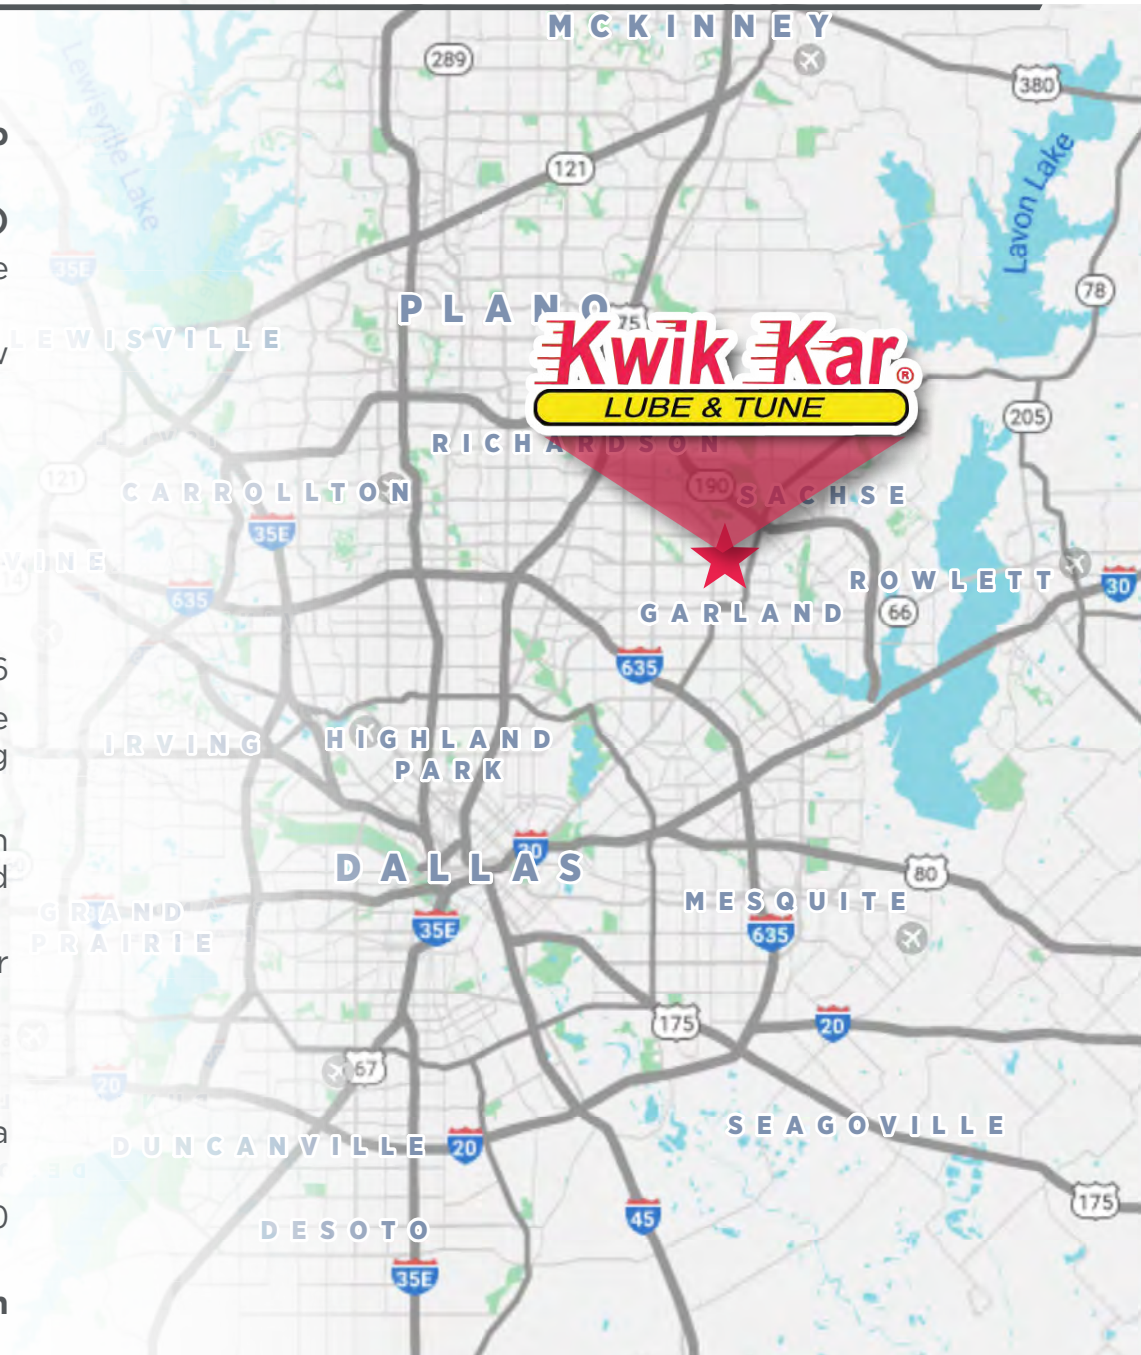 MCKINNEY
289
380
Lewisville Lake
121
Lavon Lake
35E
78
PLANO
75
LEWISVILLE
Kwik Kar®
LUBE & TUNE
205
RICHARDSON
121
CARROLLTON
190
SACHSE
35E
VINE
ROWLETT
30
635
66
GARLAND
635
IRVING
HIGHLAND
PARK
30
DALLAS
80
MESQUITE
GRAND
PRAIRIE
35E
635
175
20
67
20
SEAGOVILLE
DUNCANVILLE
20
175
45
DESOTO
35E